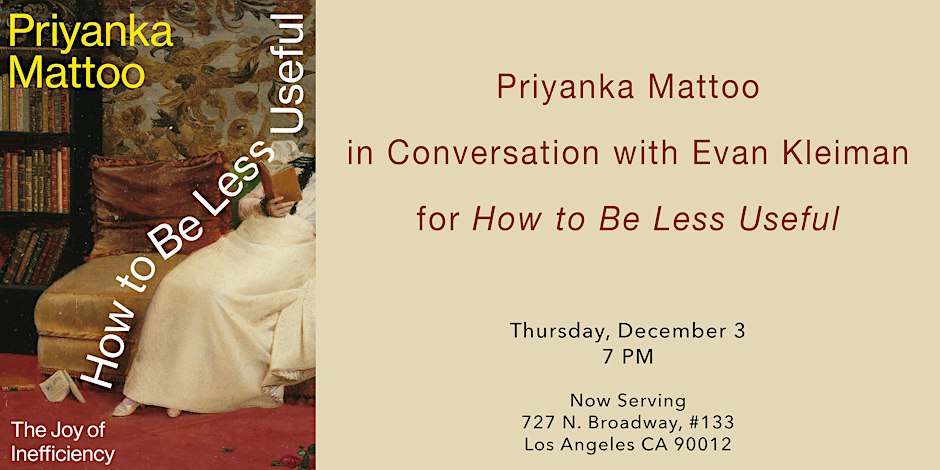 Priyanka
Mattoo
How to Be Less Useful
The Joy of
Inefficiency
Priyanka Mattoo
in Conversation with Evan Kleiman
for How to Be Less Useful
Thursday, December 3
7 PM
Now Serving
727 N. Broadway, #133
Los Angeles CA 90012